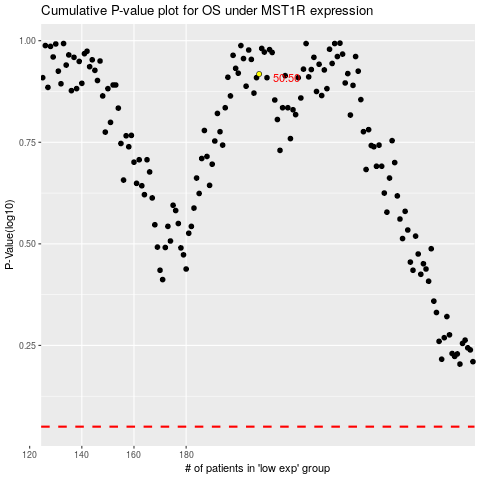 Cumulative P-value plot for OS under MST1R expression
P-Value(log10)
1.00
0.75
0.50
0.25
50:50
120 140 160 180
# of patients in 'low exp' group